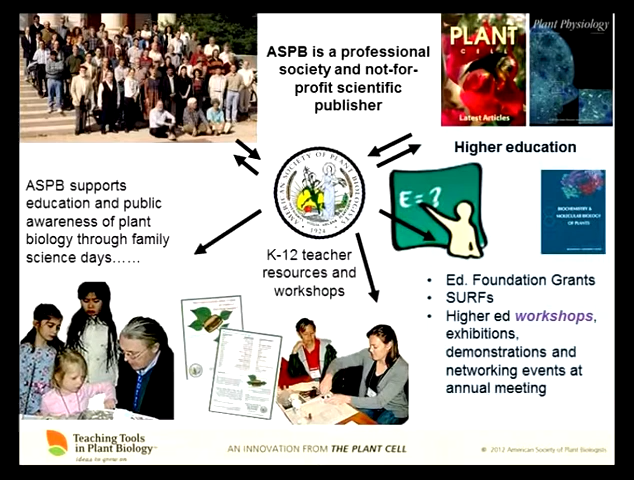 ASPB is a professional
society and not-for-
profit scientific
publisher
PLANT
CELL
Latest Articles
Plant Physiology
Higher education
AMERICAN SOCIETY OF PLANT BIOLOGISTS
1924
E = ?
BIOCHEMISTRY &
MOLECULAR BIOLOGY
OF PLANTS
ASPB supports
education and public
awareness of plant
biology through family
science days……
K-12 teacher
resources and
workshops
• Ed. Foundation Grants
• SURFs
• Higher ed workshops,
exhibitions,
demonstrations and
networking events at
annual meeting
Teaching Tools
in Plant Biology™
ideas to grow on
AN INNOVATION FROM THE PLANT CELL
© 2012 American Society of Plant Biologists